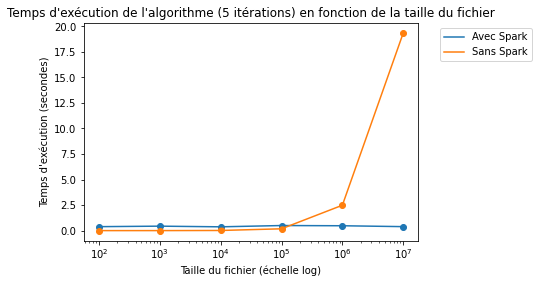 Temps d'exécution de l'algorithme (5 itérations) en fonction de la taille du fichier
20.0
17.5
15.0
12.5
10.0
7.5
5.0
2.5
0.0
Temps d'exécution (secondes)
10² 10³ 10⁴ 10⁵ 10⁶ 10⁷
Taille du fichier (échelle log)
Avec Spark
Sans Spark